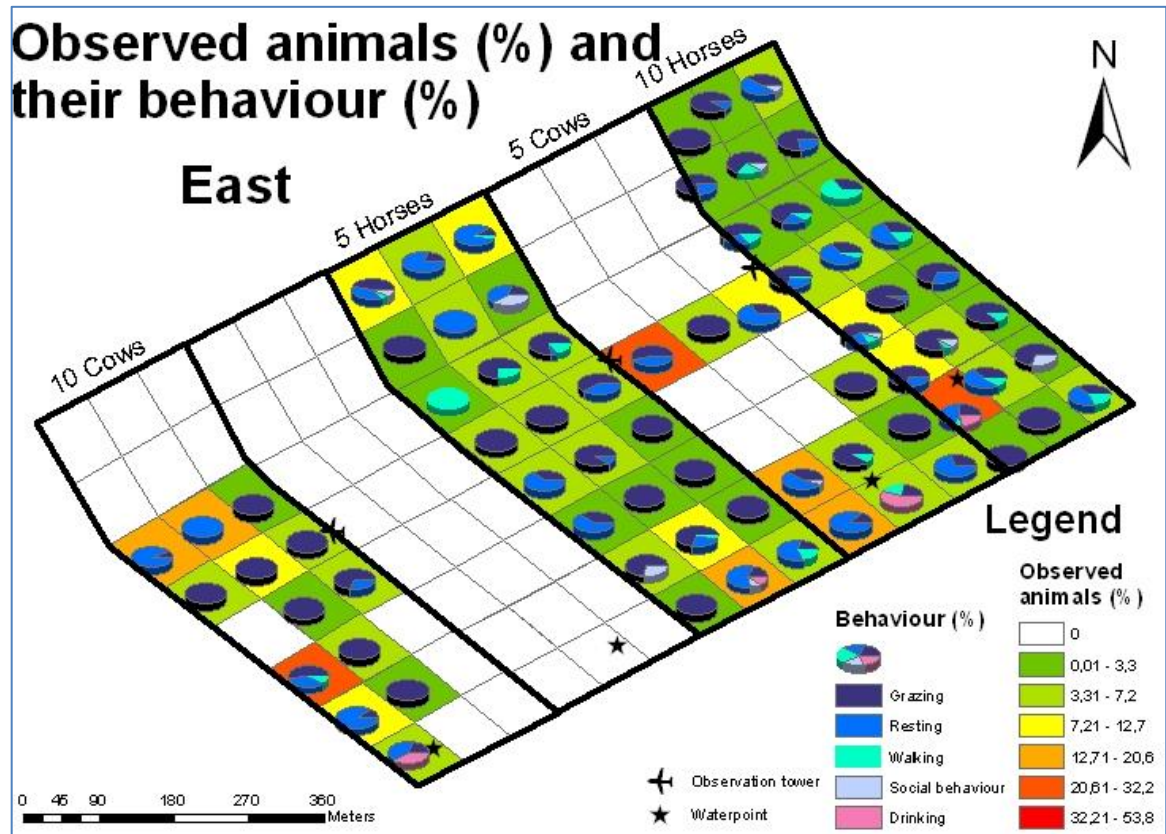 Observed animals (%) and
their behaviour (%)
East
10 Cows
5 Horses
5 Cows
10 Horses
N
Legend
Behaviour (%)
Grazing
Resting
Walking
Social behaviour
Drinking
Observed
animals (%)
0
0,01 - 3,3
3,31 - 7,2
7,21 - 12,7
12,71 - 20,6
20,61 - 32,2
32,21 - 53,8
Observation tower
Waterpoint
0 45 90 180 270 360
Meters